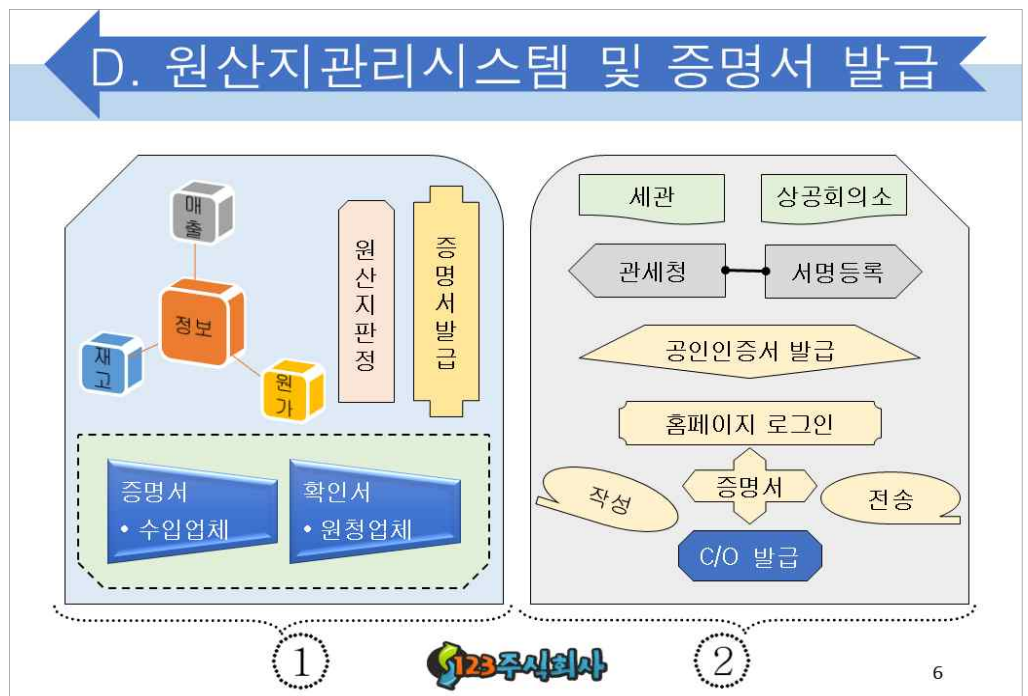 D. 원산지관리시스템 및 증명서 발급
매
출
정보
재
고
원
가
원
산
지
판
정
증
명
서
발
급
증명서
• 수입업체
확인서
• 원청업체
세관
상공회의소
관세청
서명등록
공인인증서 발급
홈페이지 로그인
작성
증명서
전송
C/O 발급
1
123주식회사
2
6